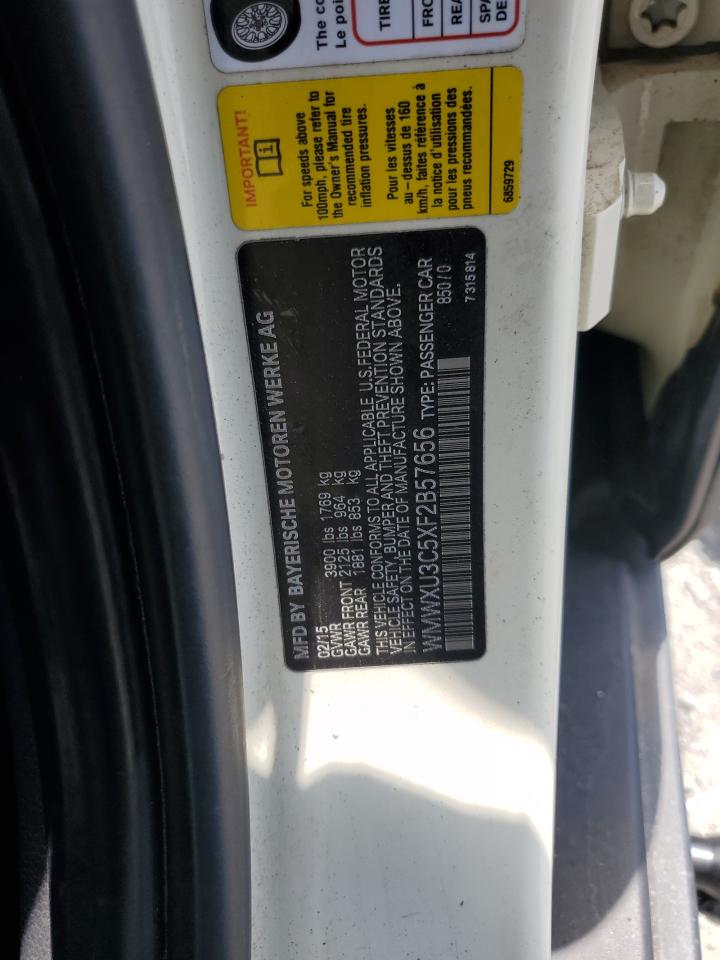 The co
Le poi
TIRE
FRO
REA
SPA
DE
IMPORTANT!
i
For speeds above
100mph, please refer to
the Owner's Manual for
recommended tire
inflation pressures.
Pour les vitesses
au-dessus de 160
km/h, faites référence à
la notice d'utilisation
pour les pressions des
pneus recommandées.
6859729
MFD BY BAYERISCHE MOTOREN WERKE AG
02/15
GVWR 3900 lbs 1769 kg
GAWR FRONT 2125 lbs 964 kg
GAWR REAR 1881 lbs 853 kg
THIS VEHICLE CONFORMS TO ALL APPLICABLE U.S.FEDERAL MOTOR
VEHICLE SAFETY, BUMPER AND THEFT PREVENTION STANDARDS
IN EFFECT ON THE DATE OF MANUFACTURE SHOWN ABOVE.
WMWXU3C5XF2B57656 TYPE: PASSENGER CAR
850/0
7315814